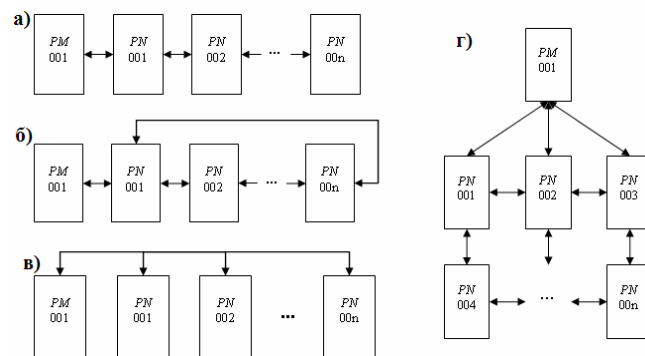 а)
PM PN PN PN
001 001 002 ... 00n
б)
PM PN PN PN
001 001 002 ... 00n
в)
PM PN PN PN
001 001 002 ... 00n
г)
PM
001
PN PN PN
001 002 003
PN PN
004 ... 00n